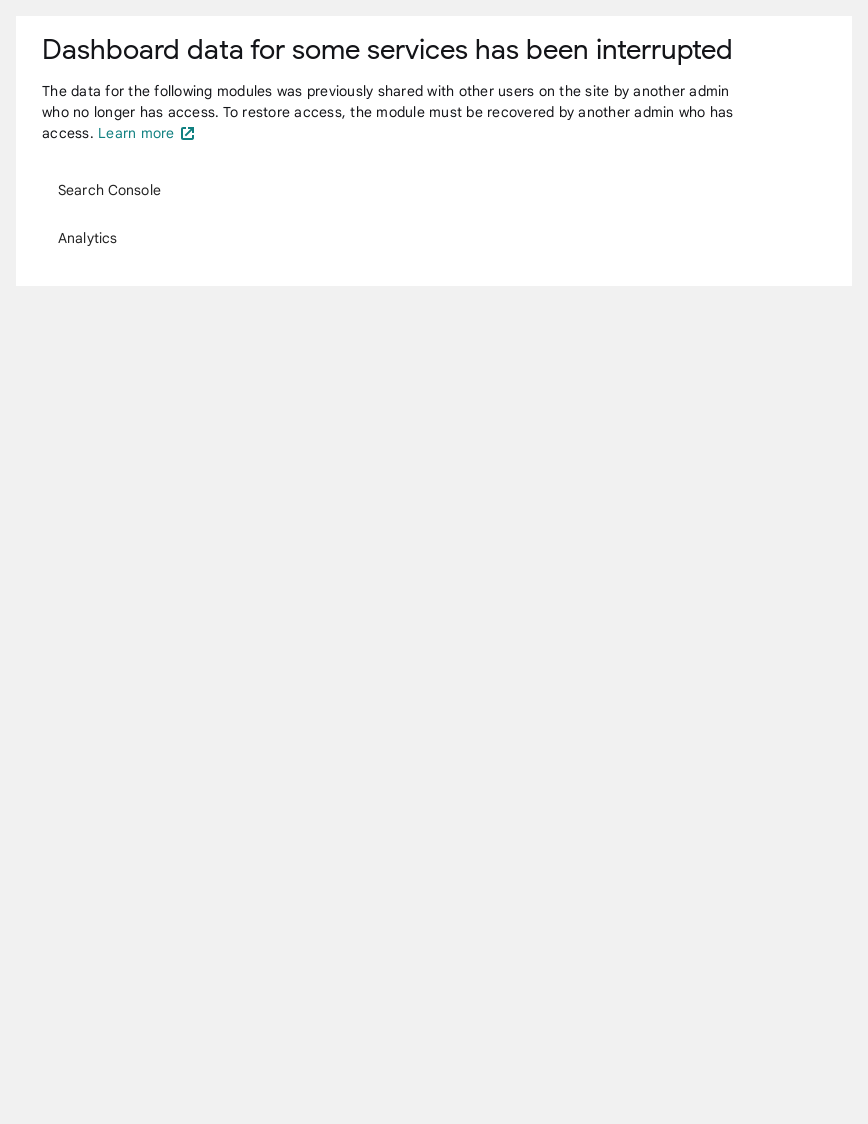 Dashboard data for some services has been interrupted
The data for the following modules was previously shared with other users on the site by another admin
who no longer has access. To restore access, the module must be recovered by another admin who has
access. Learn more
Search Console
Analytics